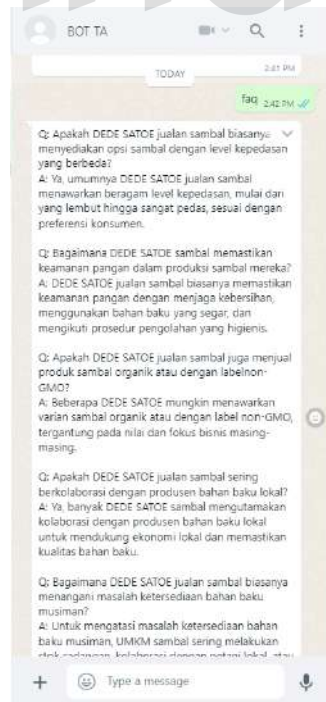 BOT TA
2:41 PM
TODAY
faq 2:42 PM
Q: Apakah DEDE SATOE jualan sambal biasanya
menyediakan opsi sambal dengan level kepedasan
yang berbeda?
A: Ya, umumnya DEDE SATOE jualan sambal
menawarkan beragam level kepedasan, mulai dari
yang lembut hingga sangat pedas, sesuai dengan
preferensi konsumen.
Q: Bagaimana DEDE SATOE sambal memastikan
keamanan pangan dalam produksi sambal mereka?
A: DEDE SATOE jualan sambal biasanya memastikan
keamanan pangan dengan menjaga kebersihan,
menggunakan bahan baku yang segar, dan
mengikuti prosedur pengolahan yang higienis.
Q: Apakah DEDE SATOE jualan sambal juga menjual
produk sambal organik atau dengan labelnon-
GMO?
A: Beberapa DEDE SATOE mungkin menawarkan
varian sambal organik atau dengan label non-GMO,
tergantung pada nilai dan fokus bisnis masing-
masing.
Q: Apakah DEDE SATOE jualan sambal sering
berkolaborasi dengan produsen bahan baku lokal?
A: Ya, banyak DEDE SATOE sambal mengutamakan
kolaborasi dengan produsen bahan baku lokal
untuk mendukung ekonomi lokal dan memastikan
kualitas bahan baku.
Q: Bagaimana DEDE SATOE jualan sambal biasanya
menangani masalah ketersediaan bahan baku
musiman?
A: Untuk mengatasi masalah ketersediaan bahan
baku musiman, UMKM sambal sering melakukan
stok cadangan, kolaborasi dengan petani lokal, atau
Type a message